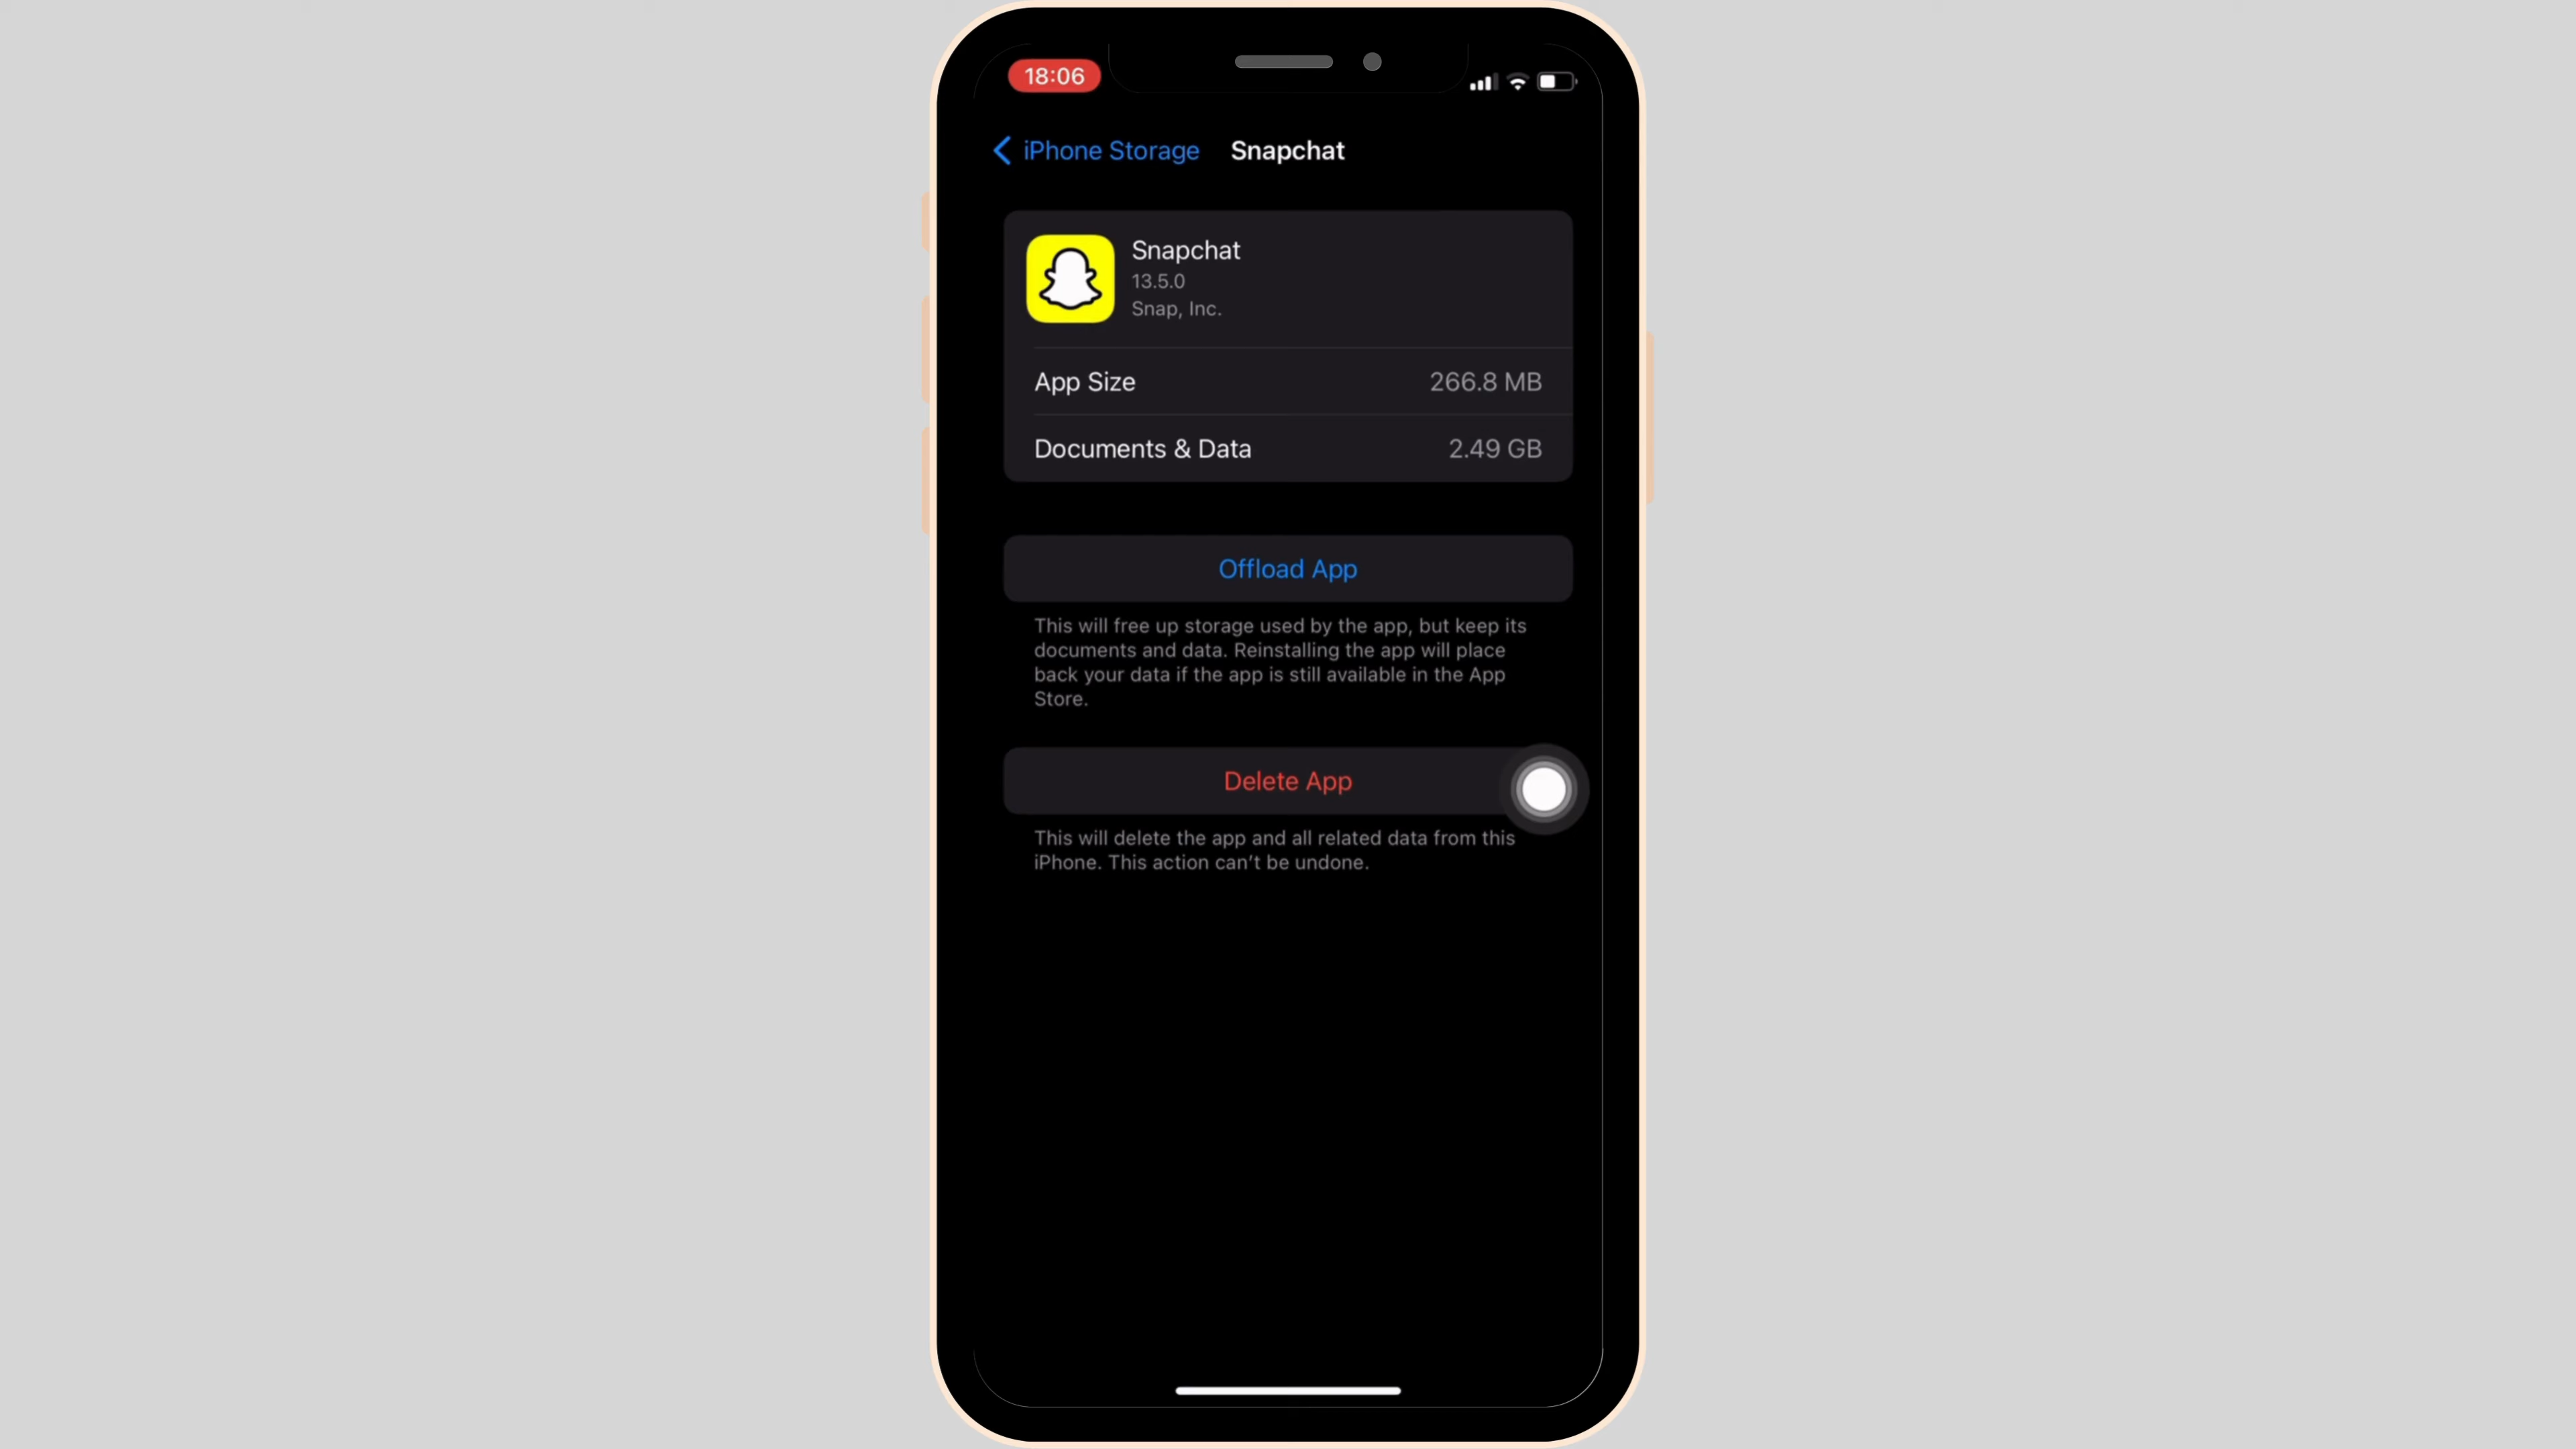 18:06
iPhone Storage
Snapchat
Snapchat
13.5.0
Snap, Inc.
App Size 266.8 MB
Documents & Data 2.49 GB
Offload App
This will free up storage used by the app, but keep its
documents and data. Reinstalling the app will place
back your data if the app is still available in the App
Store.
Delete App
This will delete the app and all related data from this
iPhone. This action can't be undone.